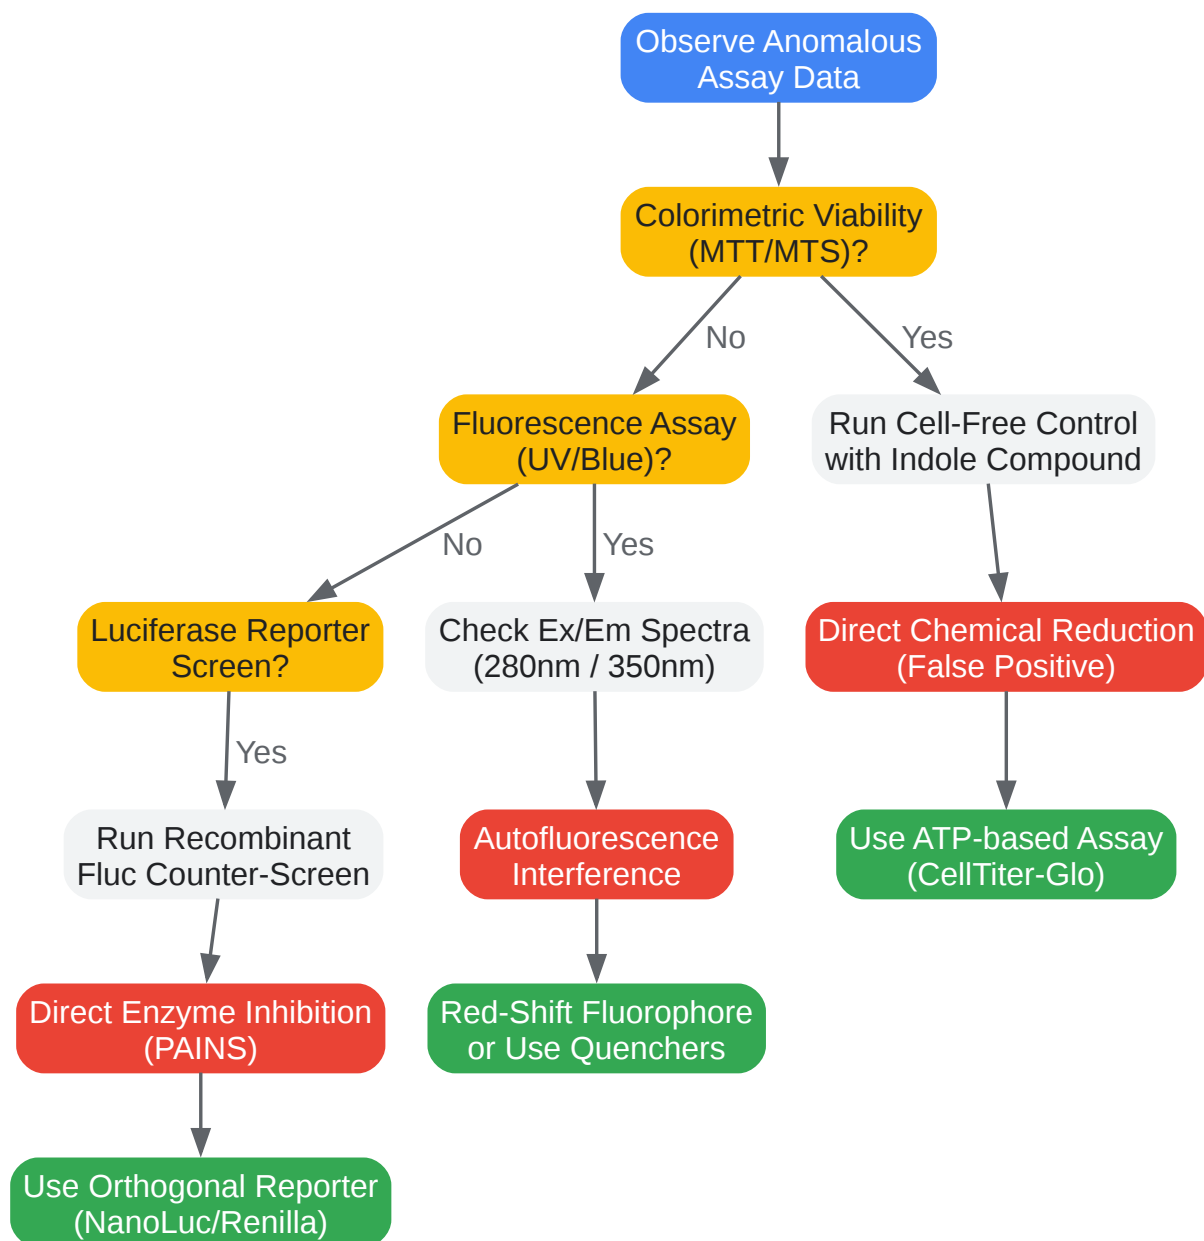 Observe Anomalous
Assay Data
Colorimetric Viability
(MTT/MTS)?
No
Yes
Fluorescence Assay
(UV/Blue)?
Run Cell-Free Control
with Indole Compound
No
Yes
Luciferase Reporter
Screen?
Check Ex/Em Spectra
(280nm / 350nm)
Direct Chemical Reduction
(False Positive)
Yes
Run Recombinant
Fluc Counter-Screen
Autofluorescence
Interference
Use ATP-based Assay
(CellTiter-Glo)
Direct Enzyme Inhibition
(PAINS)
Red-Shift Fluorophore
or Use Quenchers
Use Orthogonal Reporter
(NanoLuc/Renilla)